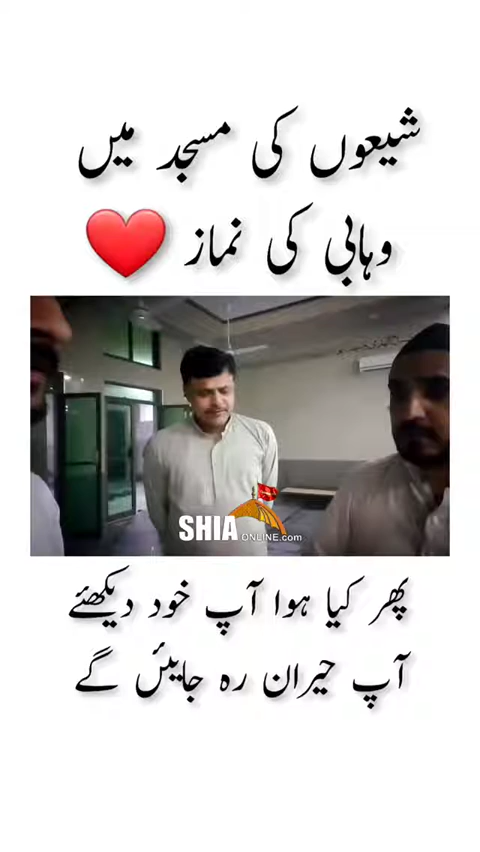 شیعوں کی مسجد میں
وہابی کی نماز ❤️
SHIA
ONLINE.com
پھر کیا ہوا آپ خود دیکھئے
آپ حیران رہ جایئں گے